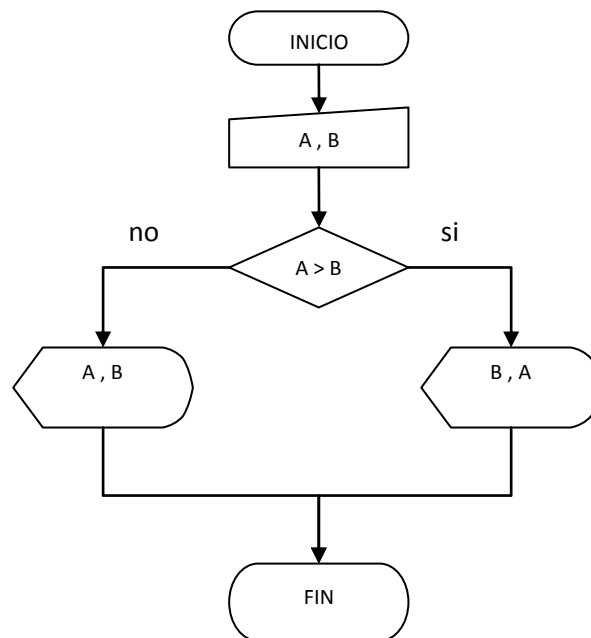 INICIO
A , B
no
si
A > B
A , B
B , A
FIN